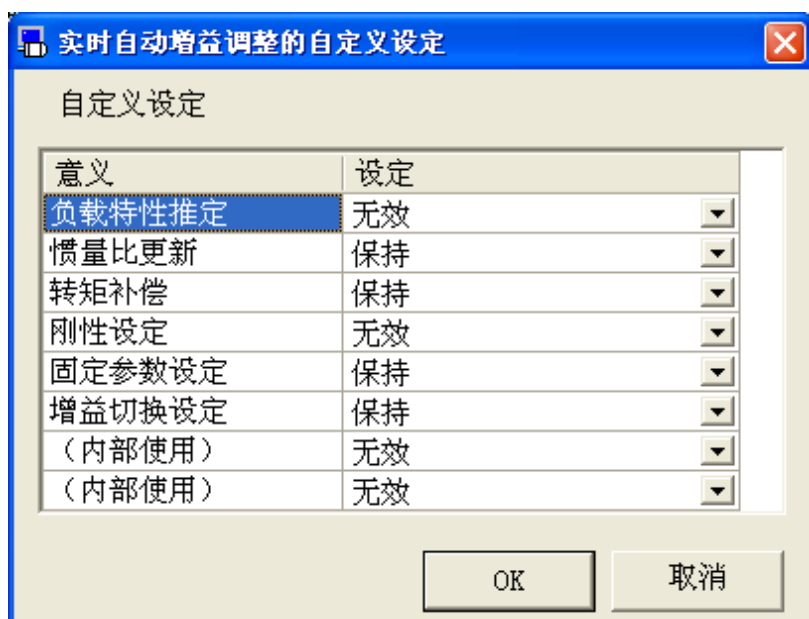 实时自动增益调整的自定义设定
自定义设定
意义 设定
负载特性推定 无效
惯量比更新 保持
转矩补偿 保持
刚性设定 无效
固定参数设定 保持
增益切换设定 保持
（内部使用） 无效
（内部使用） 无效
OK 取消